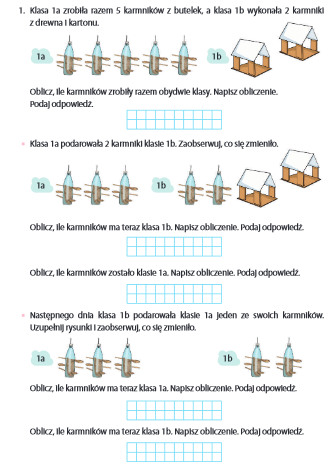 1. Klasa 1a zrobiła razem 5 karmników z butelek, a klasa 1b wykonała 2 karmniki
z drewna i kartonu.
1a 1b
Oblicz, ile karmników zrobiły razem obydwie klasy. Napisz obliczenie.
Podaj odpowiedź.
Klasa 1a podarowała 2 karmniki klasie 1b. Zaobserwuj, co się zmieniło.
1a 1b
Oblicz, ile karmników ma teraz klasa 1b. Napisz obliczenie. Podaj odpowiedź.
Oblicz, ile karmników zostało klasie 1a. Napisz obliczenie. Podaj odpowiedź.
Następnego dnia klasa 1b podarowała klasie 1a jeden ze swoich karmników.
Uzupełnij rysunki i zaobserwuj, co się zmieniło.
1a 1b
Oblicz, ile karmników ma teraz klasa 1a. Napisz obliczenie. Podaj odpowiedź.
Oblicz, ile karmników ma teraz klasa 1b. Napisz obliczenie. Podaj odpowiedź.